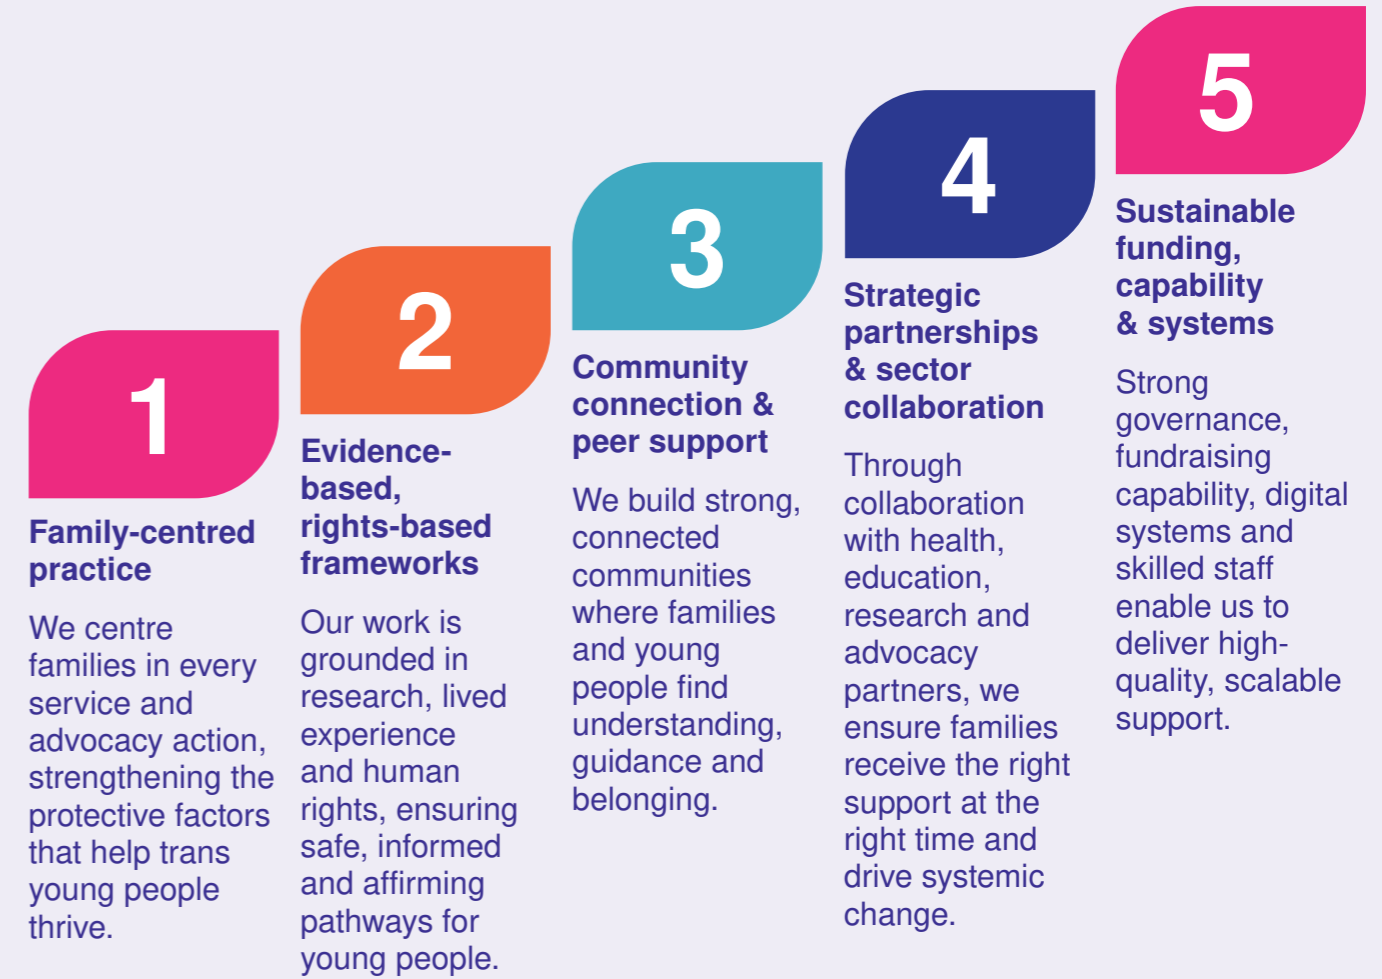 1
Family-centred
practice
We centre
families in every
service and
advocacy action,
strengthening the
protective factors
that help trans
young people
thrive.
2
Evidence-
based,
rights-based
frameworks
Our work is
grounded in
research, lived
experience
and human
rights, ensuring
safe, informed
and affirming
pathways for
young people.
3
Community
connection &
peer support
We build strong,
connected
communities
where families
and young
people find
understanding,
guidance and
belonging.
4
Strategic
partnerships
& sector
collaboration
Through
collaboration
with health,
education,
research and
advocacy
partners, we
ensure families
receive the right
support at the
right time and
drive systemic
change.
5
Sustainable
funding,
capability
& systems
Strong
governance,
fundraising
capability, digital
systems and
skilled staff
enable us to
deliver high-
quality, scalable
support.